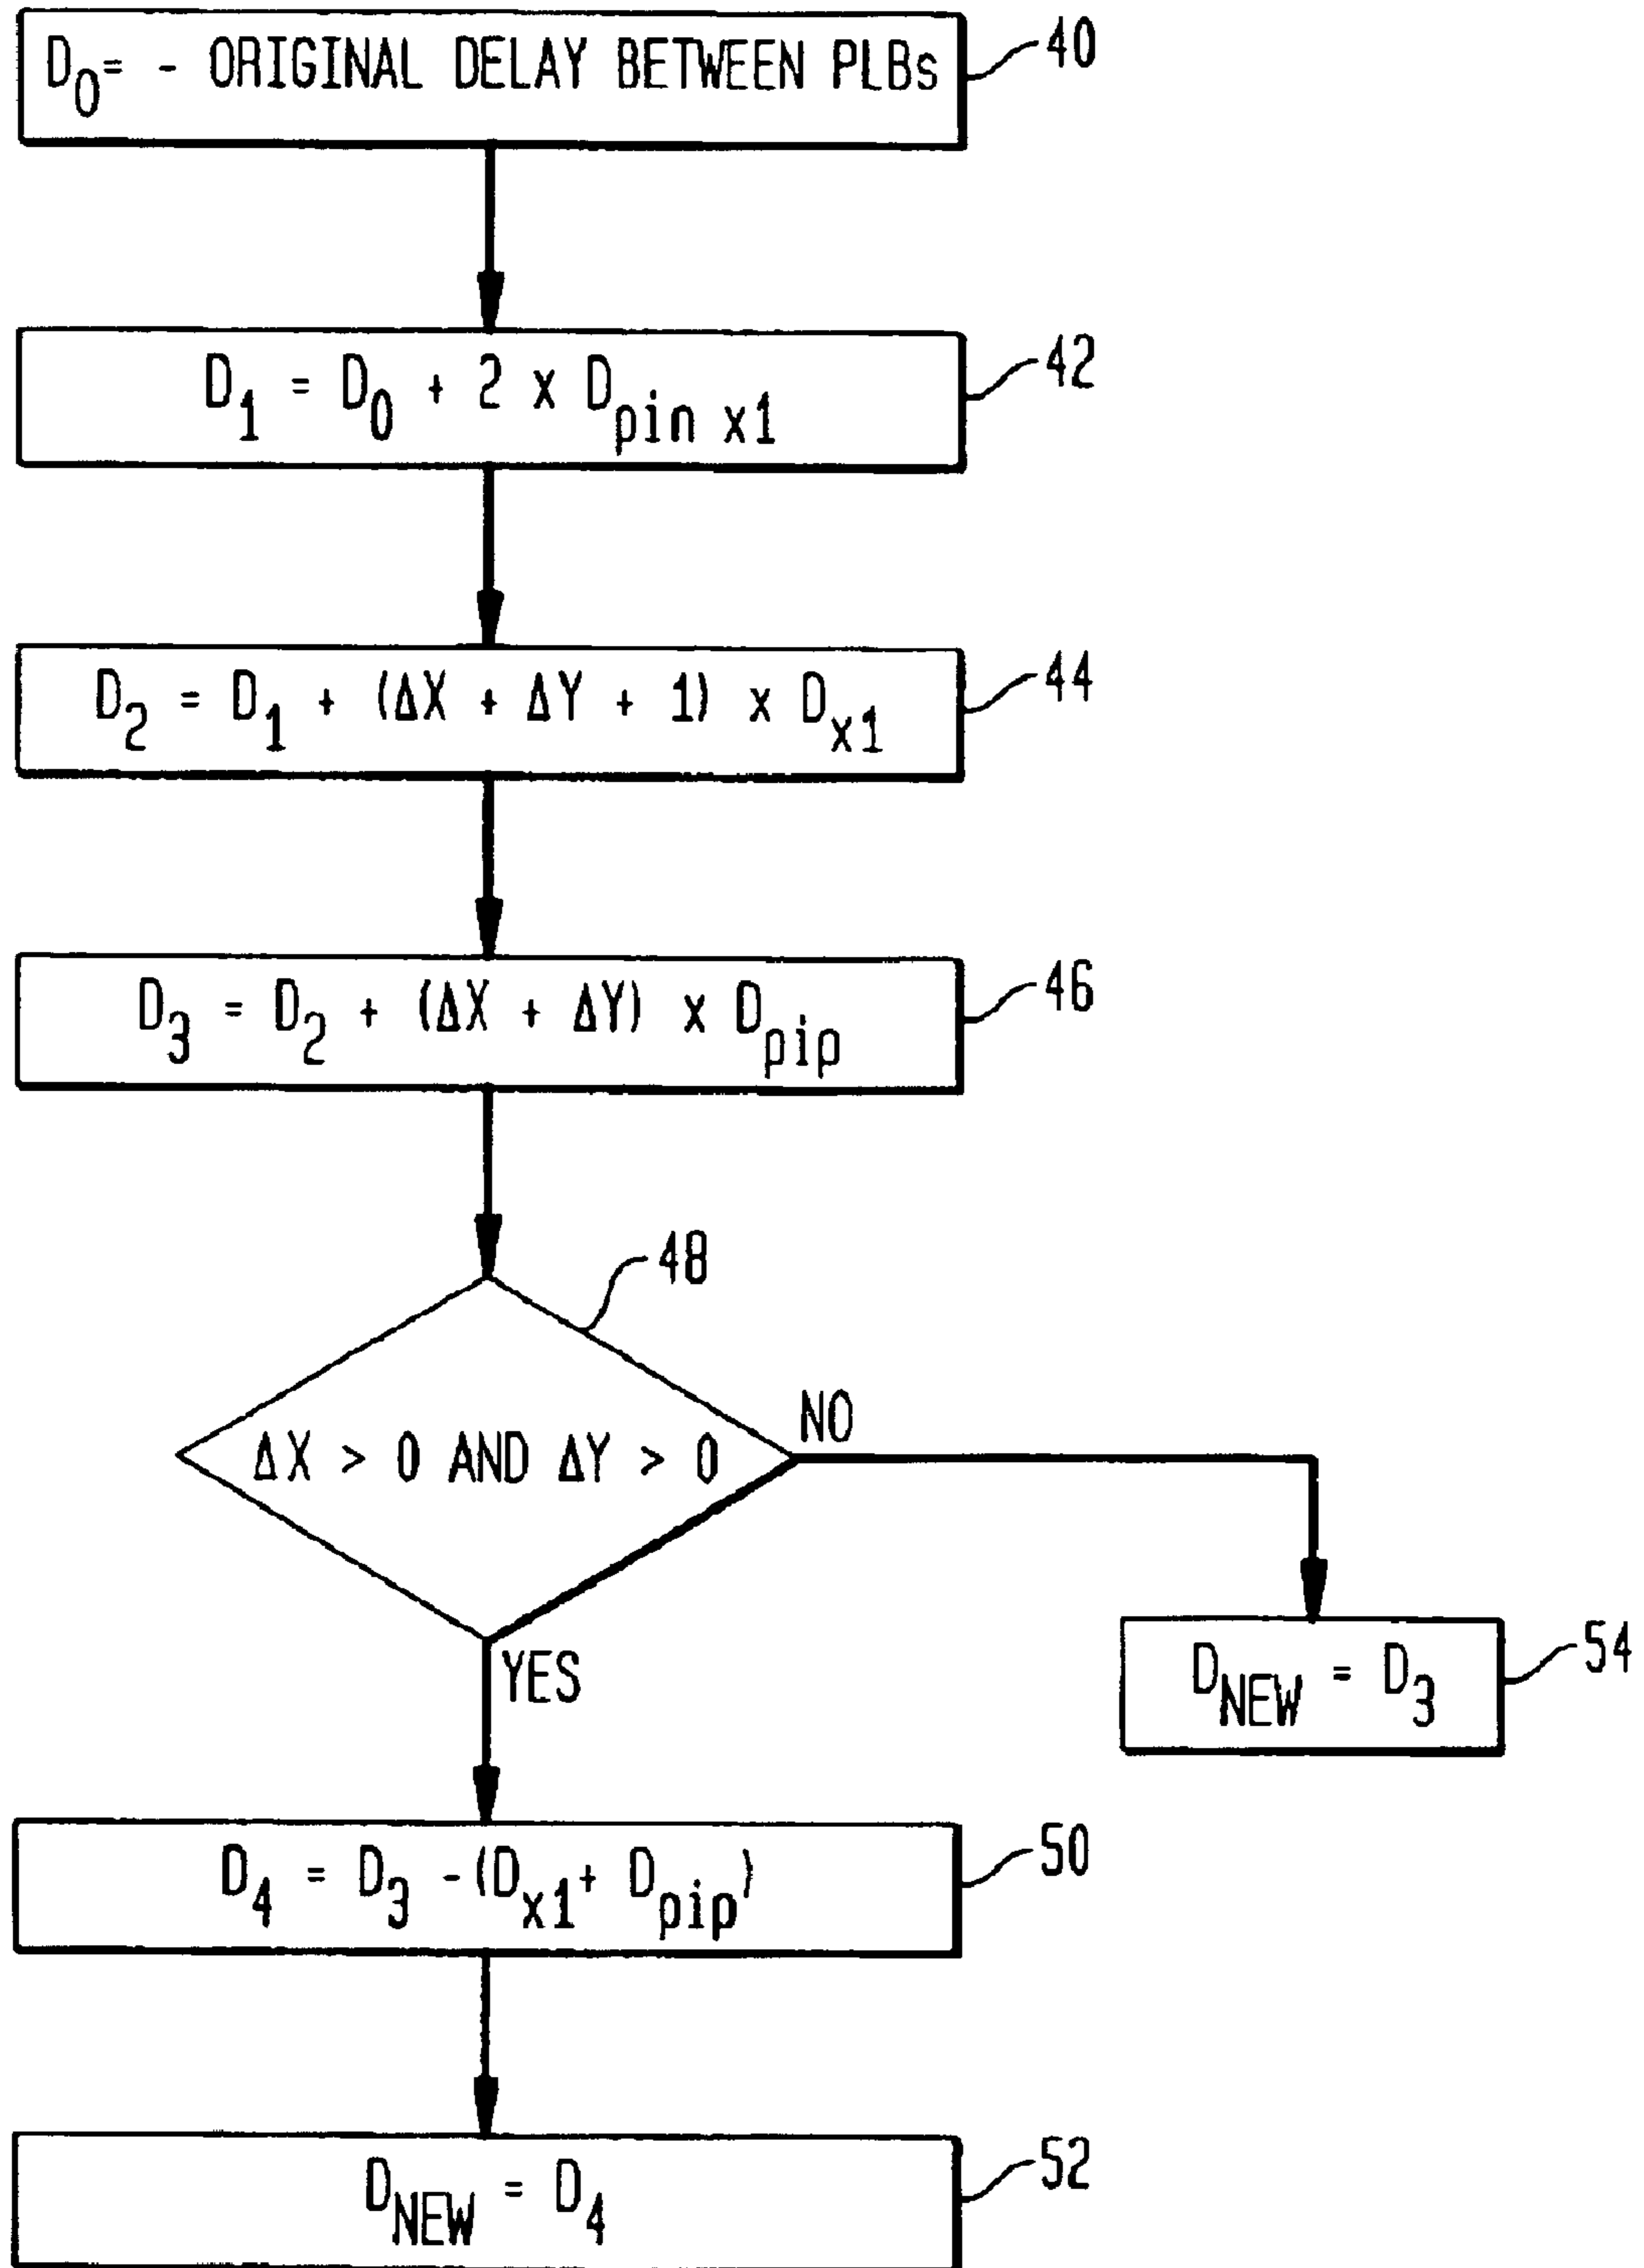 D0= - ORIGINAL DELAY BETWEEN PLBs
40
D1 = D0 + 2 x Dpin x1
42
D2 = D1 + (ΔX + ΔY + 1) x Dx1
44
D3 = D2 + (ΔX + ΔY) x Dpip
46
48
ΔX > 0 AND ΔY > 0
NO
YES
DNEW = D3
54
D4 = D3 -(Dx1+ Dpip)
50
DNEW = D4
52